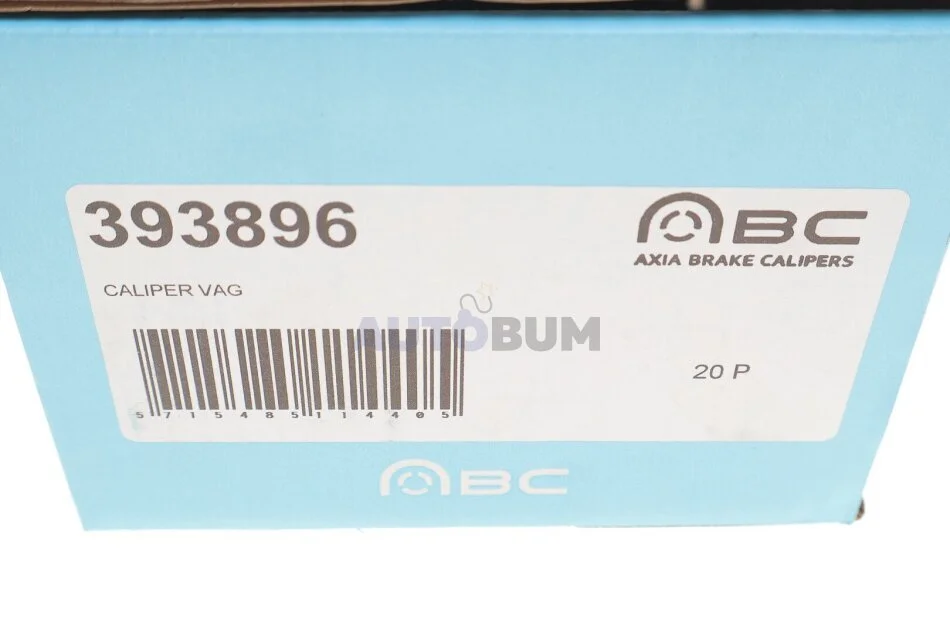 393896
ABC
AXIA BRAKE CALIPERS
CALIPER VAG
AUTOBUM
5715485114405
20 P
ABC